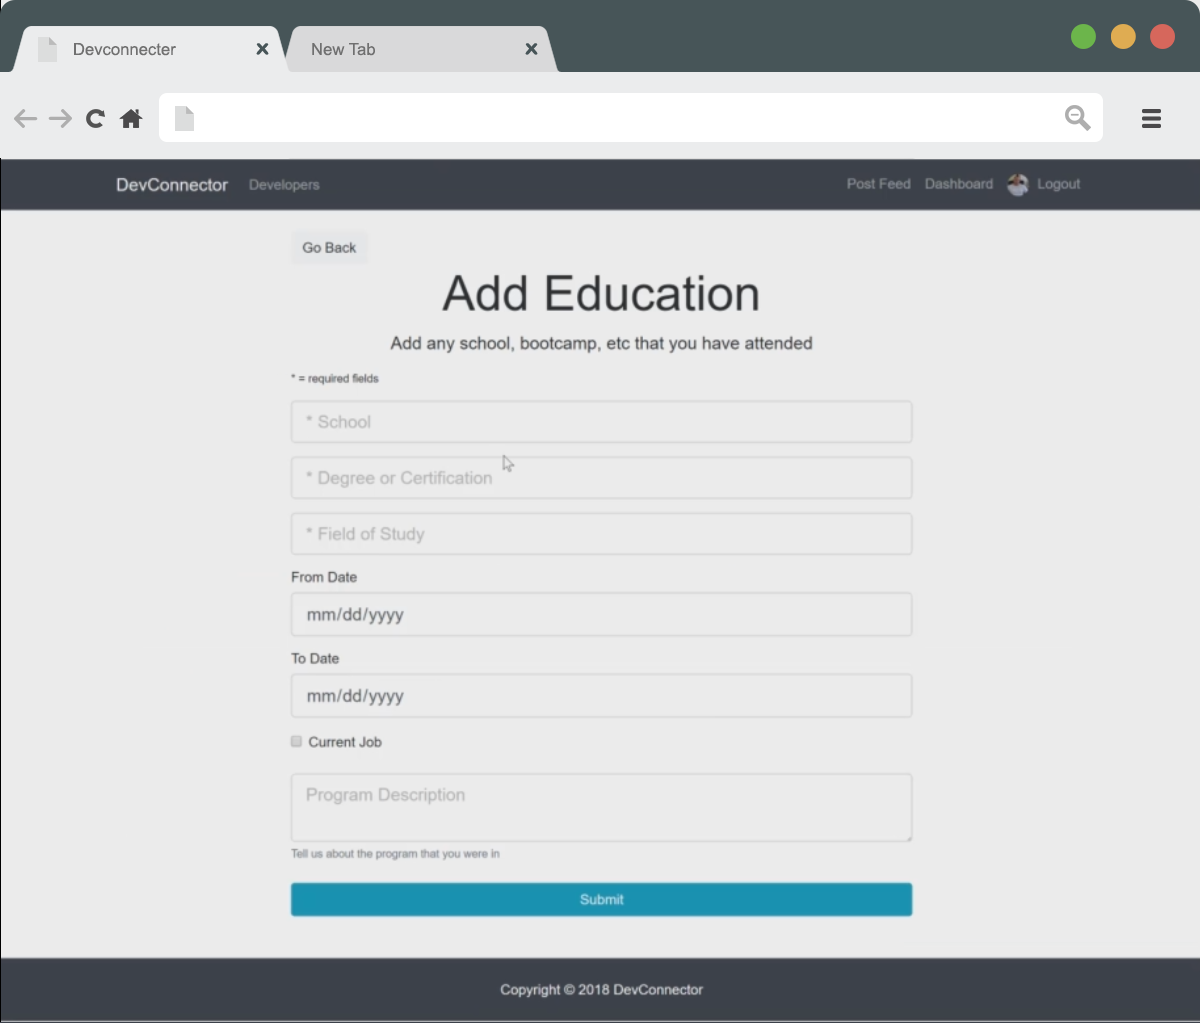 Devconnecter
New Tab
DevConnector Developers Post Feed Dashboard Logout
Go Back
Add Education
Add any school, bootcamp, etc that you have attended
* = required fields
* School
* Degree or Certification
* Field of Study
From Date
mm/dd/yyyy
To Date
mm/dd/yyyy
Current Job
Program Description
Tell us about the program that you were in
Submit
Copyright © 2018 DevConnector